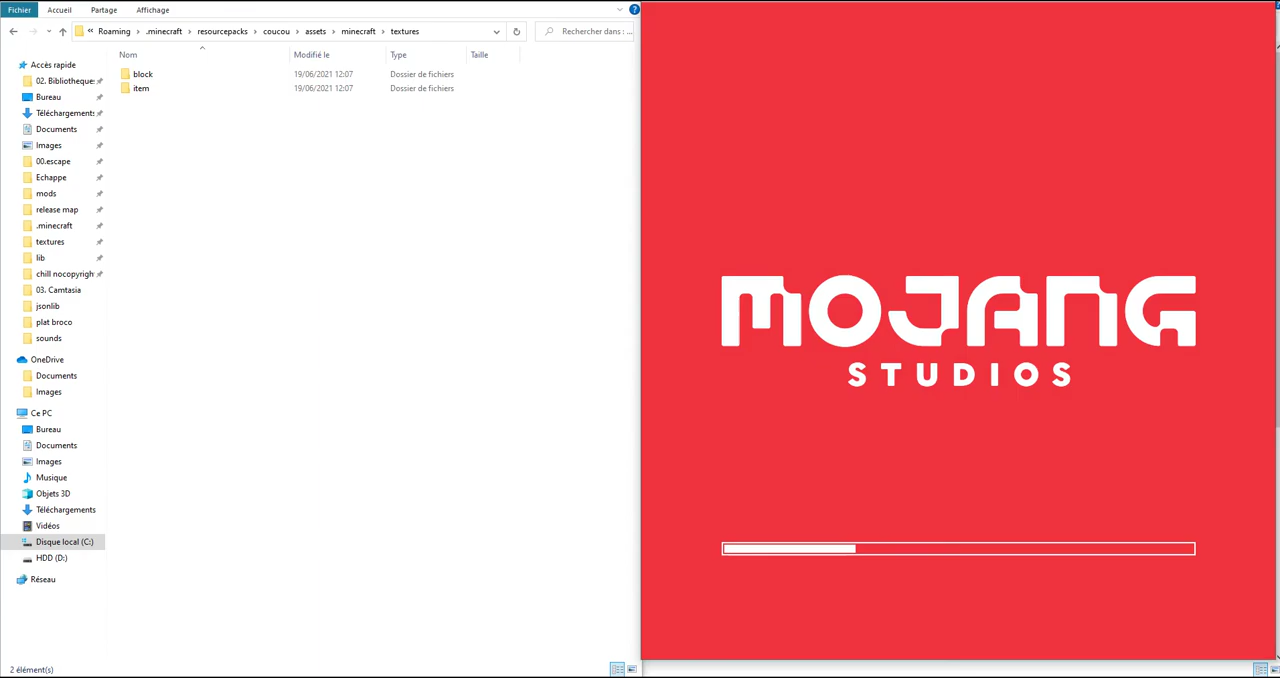 Fichier Accueil Partage Affichage
« Roaming › .minecraft › resourcepacks › coucou › assets › minecraft › textures
Rechercher dans : ...
Nom Modifié le Type Taille
block 19/06/2021 12:07 Dossier de fichiers
item 19/06/2021 12:07 Dossier de fichiers
Accès rapide
02. Bibliotheque
Bureau
Téléchargements
Documents
Images
00.escape
Echappe
mods
release map
.minecraft
textures
lib
chill nocopyrigh
03. Camtasia
jsonlib
plat broco
sounds
OneDrive
Documents
Images
Ce PC
Bureau
Documents
Images
Musique
Objets 3D
Téléchargements
Vidéos
Disque local (C:)
HDD (D:)
Réseau
2 élément(s)
MOJANG
STUDIOS